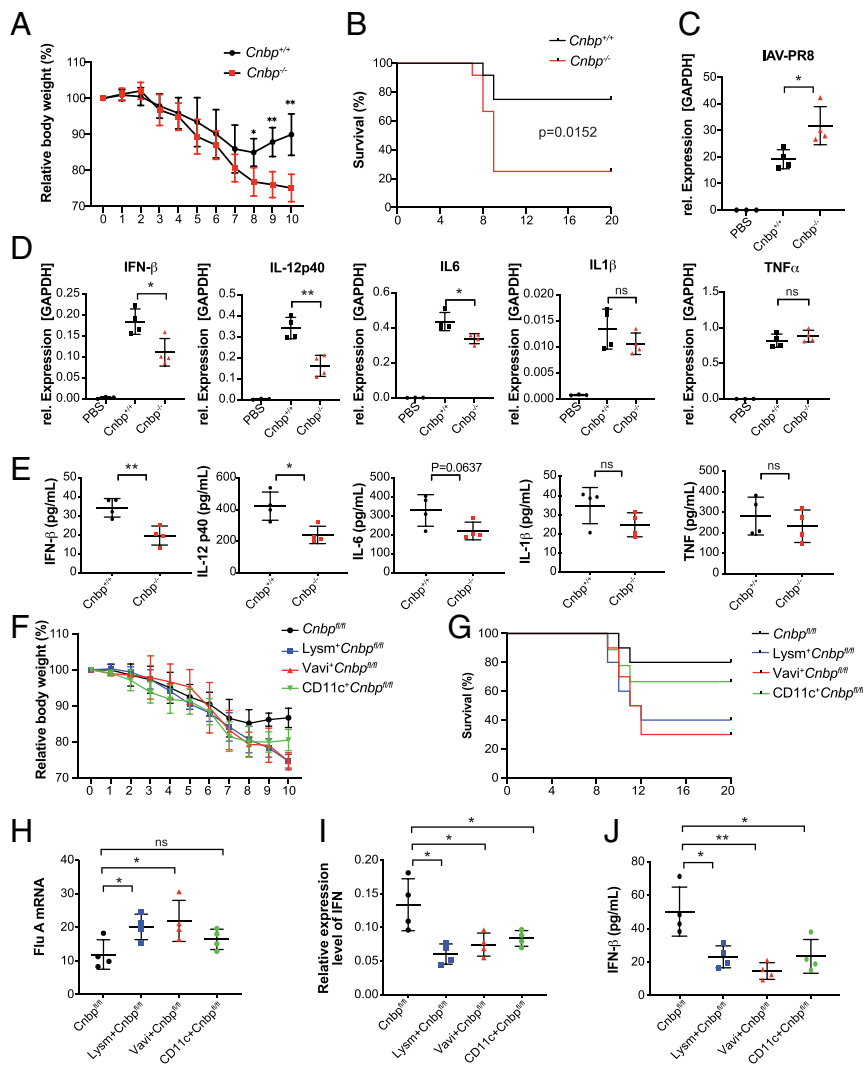 A
Cnbp+/+
Cnbp-/-
Relative body weight (%)
110
100
90
80
70
*
**
**
0 1 2 3 4 5 6 7 8 9 10
B
Cnbp+/+
Cnbp-/-
Survival (%)
100
80
60
40
20
0
p=0.0152
0 4 8 12 16 20
C
IAV-PR8
*
rel. Expression [GAPDH]
50
40
30
20
10
0
PBS
Cnbp+/+
Cnbp-/-
D
IFN-β
*
rel. Expression [GAPDH]
0.25
0.20
0.15
0.10
0.05
0.00
PBS
Cnbp+/+
Cnbp-/-
IL-12p40
**
rel. Expression [GAPDH]
0.5
0.4
0.3
0.2
0.1
0.0
PBS
Cnbp+/+
Cnbp-/-
IL6
*
rel. Expression [GAPDH]
0.6
0.4
0.2
0.0
PBS
Cnbp+/+
Cnbp-/-
IL1β
ns
rel. Expression [GAPDH]
0.020
0.015
0.010
0.005
0.000
PBS
Cnbp+/+
Cnbp-/-
TNFα
ns
rel. Expression [GAPDH]
2.0
1.5
1.0
0.5
0.0
PBS
Cnbp+/+
Cnbp-/-
E
**
IFN-β (pg/mL)
50
40
30
20
10
0
Cnbp+/+
Cnbp-/-
*
IL-12 p40 (pg/mL)
600
400
200
0
Cnbp+/+
Cnbp-/-
P=0.0637
IL-6 (pg/mL)
500
400
300
200
100
0
Cnbp+/+
Cnbp-/-
ns
IL-1β (pg/mL)
50
40
30
20
10
0
Cnbp+/+
Cnbp-/-
ns
TNF (pg/mL)
500
400
300
200
100
0
Cnbp+/+
Cnbp-/-
F
Cnbpfl/fl
Lysm+Cnbpfl/fl
Vavi+Cnbpfl/fl
CD11c+Cnbpfl/fl
Relative body weight (%)
110
100
90
80
70
0 1 2 3 4 5 6 7 8 9 10
G
Cnbpfl/fl
Lysm+Cnbpfl/fl
Vavi+Cnbpfl/fl
CD11c+Cnbpfl/fl
Survival (%)
100
80
60
40
20
0
0 5 10 15 20
H
ns
*
*
Flu A mRNA
40
30
20
10
0
Cnbpfl/fl
Lysm+Cnbpfl/fl
Vavi+Cnbpfl/fl
CD11c+Cnbpfl/fl
I
*
*
*
Relative expression
level of IFN
0.20
0.15
0.10
0.05
0.00
Cnbpfl/fl
Lysm+Cnbpfl/fl
Vavi+Cnbpfl/fl
CD11c+Cnbpfl/fl
J
*
**
*
IFN-β (pg/mL)
80
60
40
20
0
Cnbpfl/fl
Lysm+Cnbpfl/fl
Vavi+Cnbpfl/fl
CD11c+Cnbpfl/fl